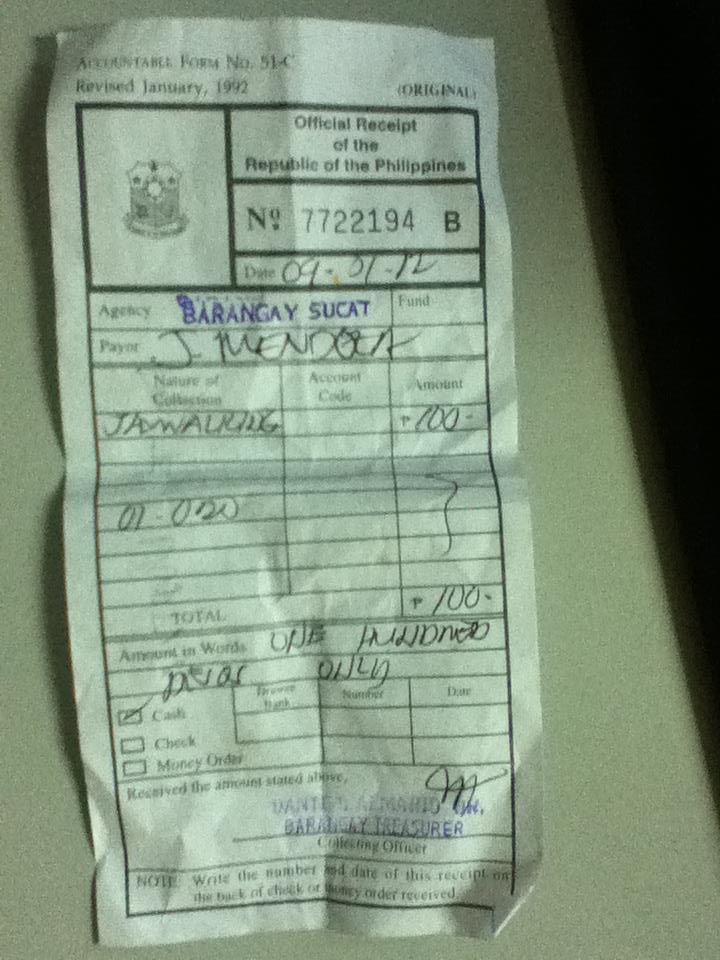 ACCOUNTABLE FORM No. 51-C
Revised January, 1992
(ORIGINAL)
Official Receipt
of the
Republic of the Philippines
Nº 7722194 B
Date 09-01-12
Agency BARANGAY SUCAT Fund
Payor J. MENDOZA
Nature of Collection Account Code Amount
JAYWALKING ₱100-
01-020
TOTAL ₱100-
Amount in Words ONE HUNDRED
PESOS ONLY
Cash Drawee Bank Number Date
Check
Money Order
Received the amount stated above.
ALMARIO JR.
BARANGAY TREASURER
Collecting Officer
NOTE: Write the number and date of this receipt on
the back of check or money order received.